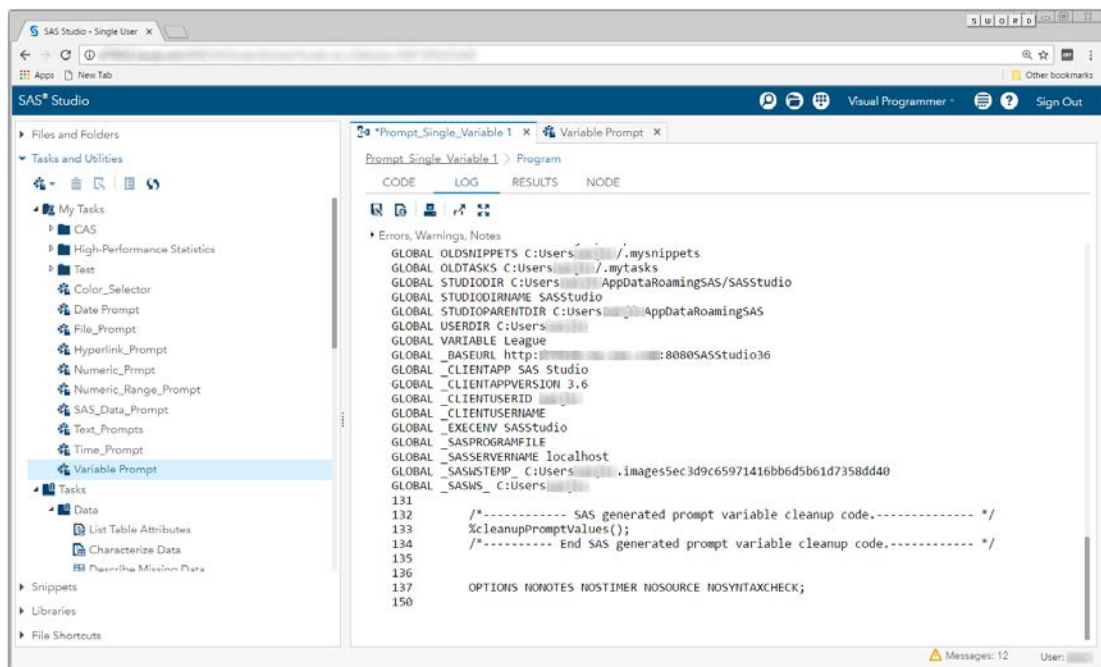 SAS Studio - Single User
S W O R D
Apps New Tab Other bookmarks
SAS® Studio Visual Programmer Sign Out
Files and Folders
Tasks and Utilities
My Tasks
CAS
High-Performance Statistics
Test
Color_Selector
Date Prompt
File_Prompt
Hyperlink_Prompt
Numeric_Prmpt
Numeric_Range_Prompt
SAS_Data_Prompt
Text_Prompts
Time_Prompt
Variable Prompt
Tasks
Data
List Table Attributes
Characterize Data
Describe Missing Data
Snippets
Libraries
File Shortcuts
*Prompt_Single_Variable 1 Variable Prompt
Prompt_Single_Variable 1 > Program
CODE LOG RESULTS NODE
Errors, Warnings, Notes
GLOBAL OLDSNIPPETS C:Users /.mysnippets
GLOBAL OLDTASKS C:Users /.mytasks
GLOBAL STUDIODIR C:Users AppDataRoamingSAS/SASStudio
GLOBAL STUDIODIRNAME SASStudio
GLOBAL STUDIOPARENTDIR C:Users AppDataRoamingSAS
GLOBAL USERDIR C:Users
GLOBAL VARIABLE League
GLOBAL _BASEURL http: :8080SASStudio36
GLOBAL _CLIENTAPP SAS Studio
GLOBAL _CLIENTAPPVERSION 3.6
GLOBAL _CLIENTUSERID
GLOBAL _CLIENTUSERNAME
GLOBAL _EXECENV SASStudio
GLOBAL _SASPROGRAMFILE
GLOBAL _SASSERVERNAME localhost
GLOBAL _SASWSTEMP_ C:Users .images5ec3d9c65971416bb6d5b61d7358dd40
GLOBAL _SASWS_ C:Users
131
132 /*------------ SAS generated prompt variable cleanup code.-------------- */
133 %cleanupPromptValues();
134 /*---------- End SAS generated prompt variable cleanup code.------------ */
135
136
137 OPTIONS NONOTES NOSTIMER NOSOURCE NOSYNTAXCHECK;
150
Messages: 12 User: